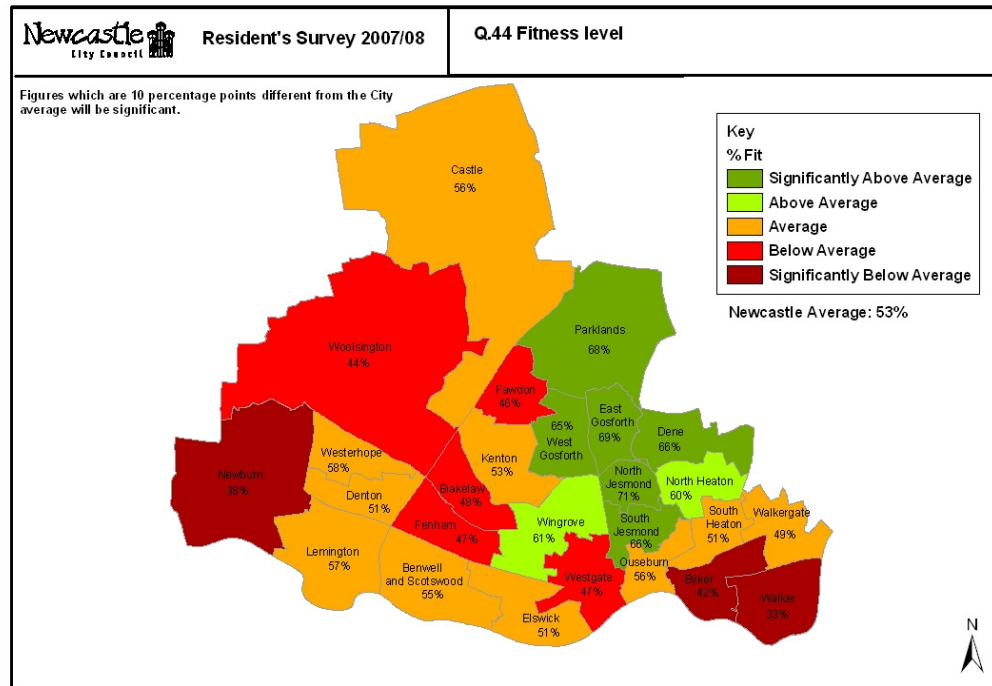 Newcastle
City Council
Resident's Survey 2007/08
Q.44 Fitness level
Figures which are 10 percentage points different from the City
average will be significant.
Key
% Fit
Significantly Above Average
Above Average
Average
Below Average
Significantly Below Average
Newcastle Average: 53%
Castle
56%
Parklands
68%
Woolsington
44%
Fawdon
46%
65%
West
Gosforth
East
Gosforth
69%
Dene
66%
Newburn
38%
Westerhope
58%
Kenton
53%
North
Jesmond
71%
North Heaton
60%
Denton
51%
Blakelaw
48%
Fenham
47%
Wingrove
61%
South
Jesmond
66%
South
Heaton
51%
Walkergate
49%
Lemington
57%
Benwell
and Scotswood
55%
Westgate
47%
Ouseburn
56%
Byker
42%
Walker
33%
Elswick
51%
N